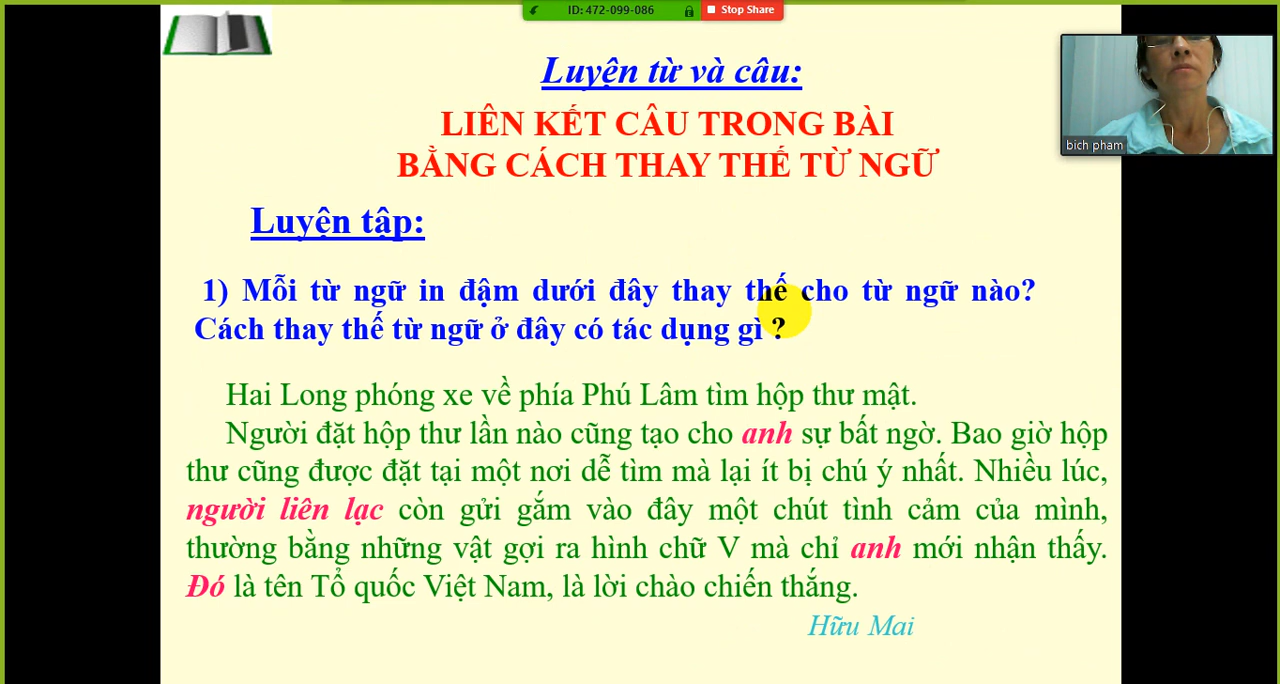 ID: 472-099-086
Stop Share
Luyện từ và câu:
LIÊN KẾT CÂU TRONG BÀI
BẰNG CÁCH THAY THẾ TỪ NGỮ
bich pham
Luyện tập:
1) Mỗi từ ngữ in đậm dưới đây thay thế cho từ ngữ nào?
Cách thay thế từ ngữ ở đây có tác dụng gì ?
Hai Long phóng xe về phía Phú Lâm tìm hộp thư mật.
Người đặt hộp thư lần nào cũng tạo cho anh sự bất ngờ. Bao giờ hộp
thư cũng được đặt tại một nơi dễ tìm mà lại ít bị chú ý nhất. Nhiều lúc,
người liên lạc còn gửi gắm vào đây một chút tình cảm của mình,
thường bằng những vật gợi ra hình chữ V mà chỉ anh mới nhận thấy.
Đó là tên Tổ quốc Việt Nam, là lời chào chiến thắng.
Hữu Mai